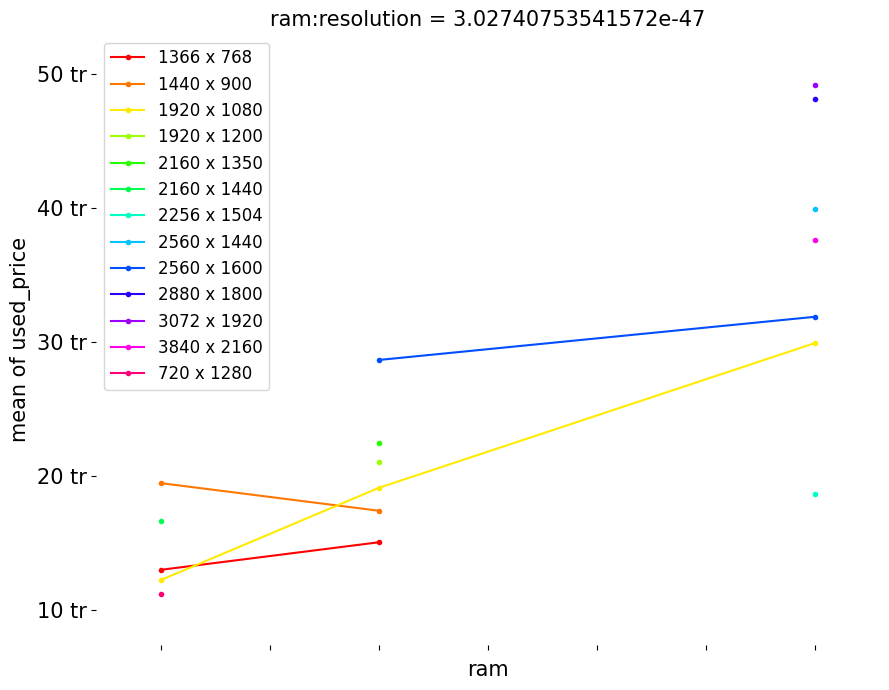 ram:resolution = 3.02740753541572e-47
50 tr
40 tr
30 tr
20 tr
10 tr
mean of used_price
1366 x 768
1440 x 900
1920 x 1080
1920 x 1200
2160 x 1350
2160 x 1440
2256 x 1504
2560 x 1440
2560 x 1600
2880 x 1800
3072 x 1920
3840 x 2160
720 x 1280
ram